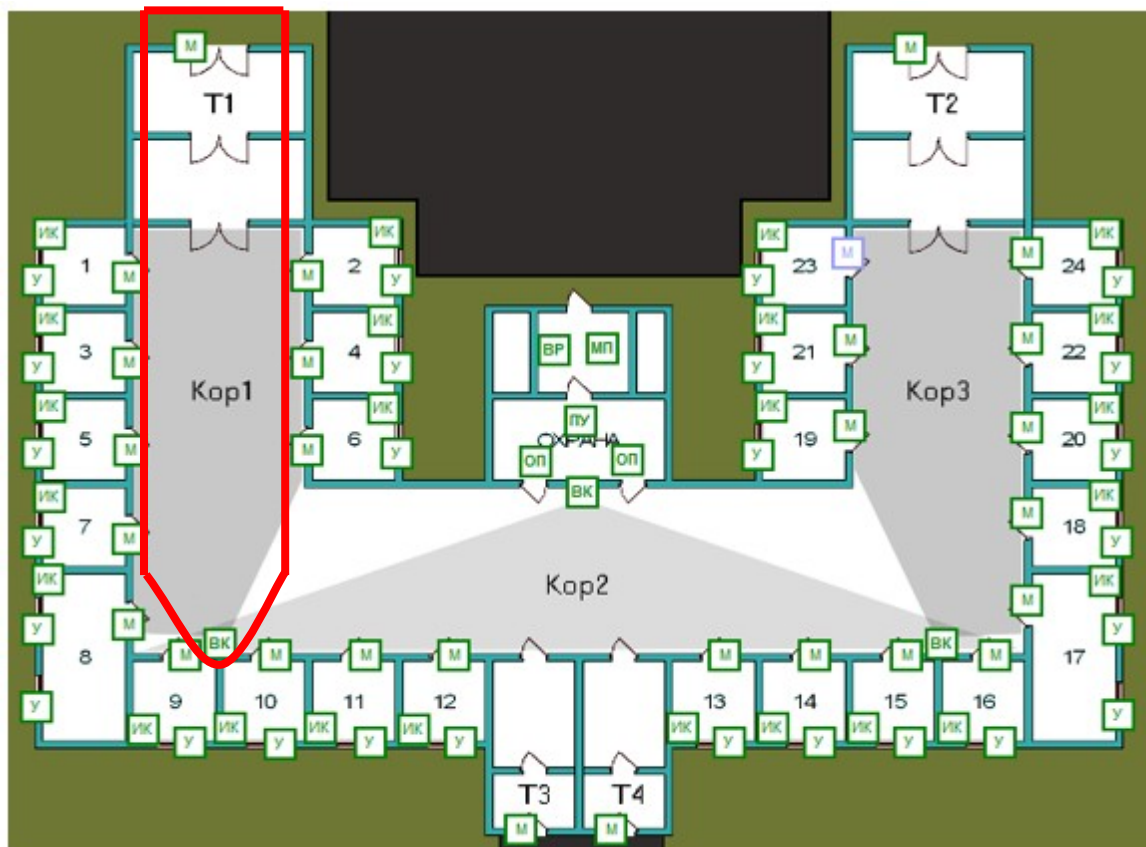 М М
Т1 Т2
ИК ИК ИК М ИК
1 М М 2 23 М 24
У У У У
ИК ИК ИК ИК
3 М М 4 ВР МП 21 М М 22
У У У У
Кор1 Кор3
ИК ИК ПУ ИК ИК
5 М М 6 ОХРАНА 19 М М 20
У У ОП ОП У У
ИК ВК ИК
7 М М 18
У У
ИК Кор2 ИК
У М М У
8 ВК ВК 17
М М М М М М М М
У 9 10 11 12 13 14 15 16 У
ИК ИК ИК ИК ИК ИК ИК ИК
У У У У У У У У
Т3 Т4
М М